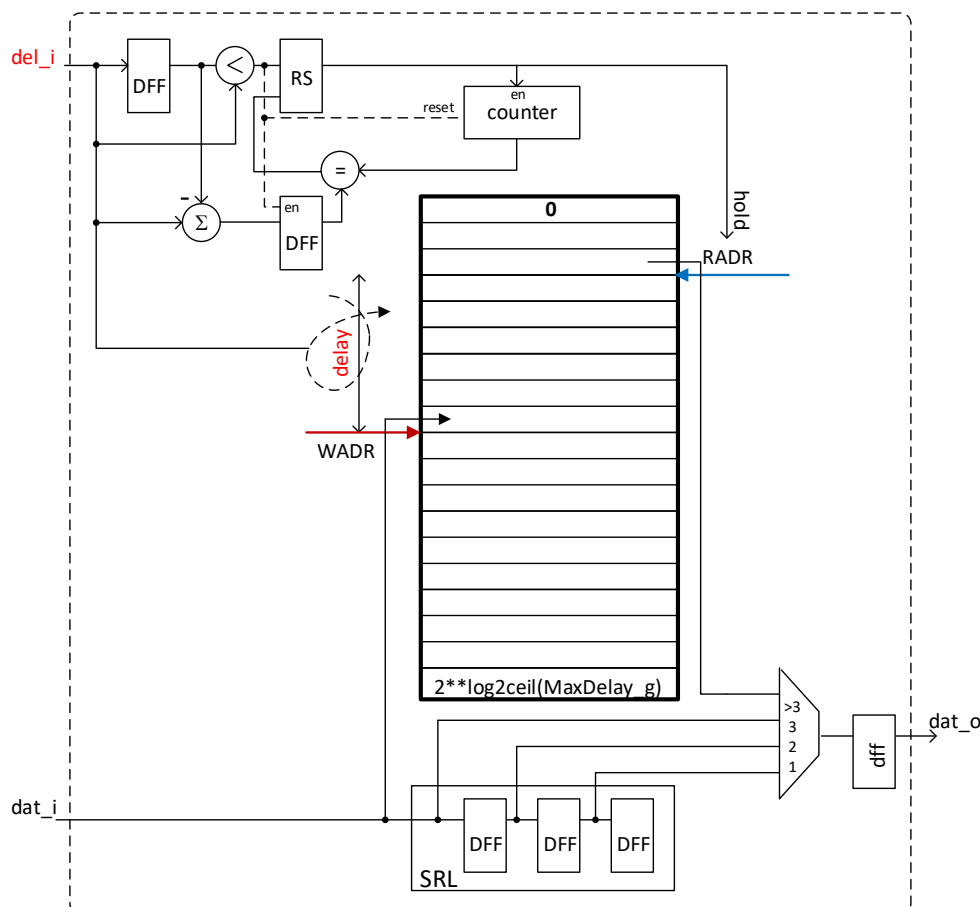 del_i
DFF
<
RS
en
counter
reset
=
-
Σ
en
DFF
0
hold
RADR
delay
WADR
2**log2ceil(MaxDelay_g)
>3
3
2
1
dff
dat_o
dat_i
DFF
DFF
DFF
SRL